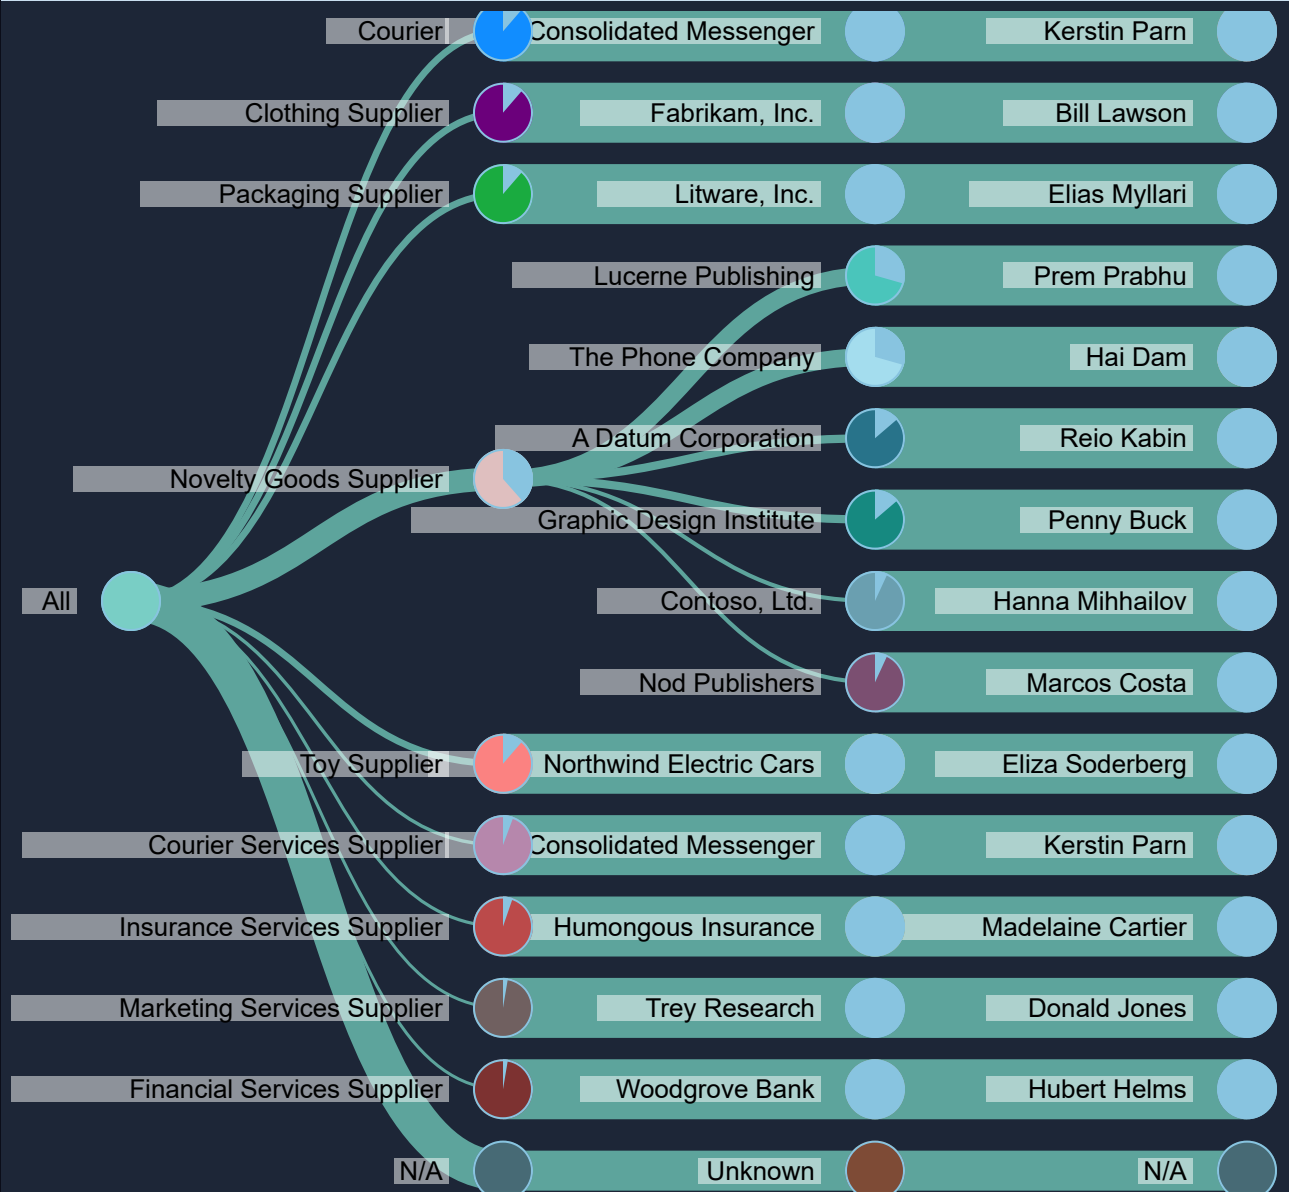 Courier Consolidated Messenger Kerstin Parn
Clothing Supplier Fabrikam, Inc. Bill Lawson
Packaging Supplier Litware, Inc. Elias Myllari
Lucerne Publishing Prem Prabhu
The Phone Company Hai Dam
A Datum Corporation Reio Kabin
Novelty Goods Supplier
Graphic Design Institute Penny Buck
All Contoso, Ltd. Hanna Mihhailov
Nod Publishers Marcos Costa
Toy Supplier Northwind Electric Cars Eliza Soderberg
Courier Services Supplier Consolidated Messenger Kerstin Parn
Insurance Services Supplier Humongous Insurance Madelaine Cartier
Marketing Services Supplier Trey Research Donald Jones
Financial Services Supplier Woodgrove Bank Hubert Helms
N/A Unknown N/A